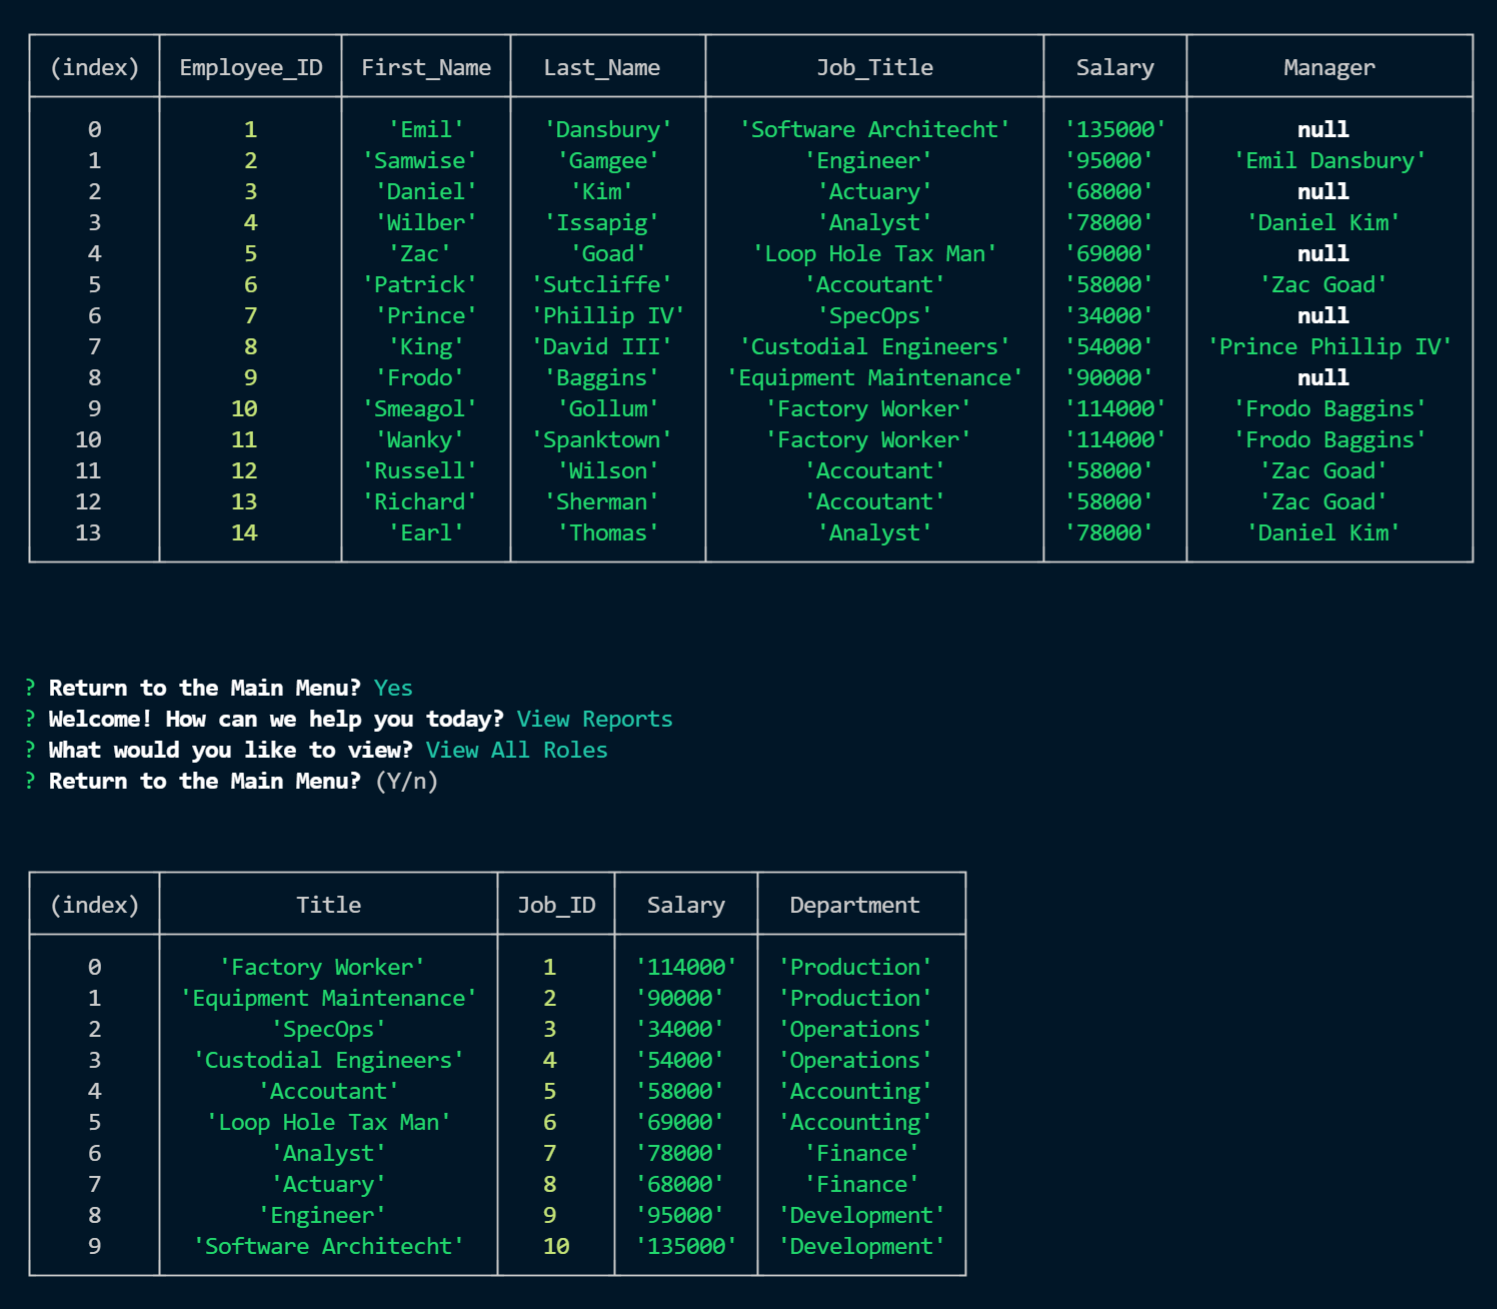 (index) Employee_ID First_Name Last_Name Job_Title Salary Manager
0 1 'Emil' 'Dansbury' 'Software Architecht' '135000' null
1 2 'Samwise' 'Gamgee' 'Engineer' '95000' 'Emil Dansbury'
2 3 'Daniel' 'Kim' 'Actuary' '68000' null
3 4 'Wilber' 'Issapig' 'Analyst' '78000' 'Daniel Kim'
4 5 'Zac' 'Goad' 'Loop Hole Tax Man' '69000' null
5 6 'Patrick' 'Sutcliffe' 'Accoutant' '58000' 'Zac Goad'
6 7 'Prince' 'Phillip IV' 'SpecOps' '34000' null
7 8 'King' 'David III' 'Custodial Engineers' '54000' 'Prince Phillip IV'
8 9 'Frodo' 'Baggins' 'Equipment Maintenance' '90000' null
9 10 'Smeagol' 'Gollum' 'Factory Worker' '114000' 'Frodo Baggins'
10 11 'Wanky' 'Spanktown' 'Factory Worker' '114000' 'Frodo Baggins'
11 12 'Russell' 'Wilson' 'Accoutant' '58000' 'Zac Goad'
12 13 'Richard' 'Sherman' 'Accoutant' '58000' 'Zac Goad'
13 14 'Earl' 'Thomas' 'Analyst' '78000' 'Daniel Kim'
? Return to the Main Menu? Yes
? Welcome! How can we help you today? View Reports
? What would you like to view? View All Roles
? Return to the Main Menu? (Y/n)
(index) Title Job_ID Salary Department
0 'Factory Worker' 1 '114000' 'Production'
1 'Equipment Maintenance' 2 '90000' 'Production'
2 'SpecOps' 3 '34000' 'Operations'
3 'Custodial Engineers' 4 '54000' 'Operations'
4 'Accoutant' 5 '58000' 'Accounting'
5 'Loop Hole Tax Man' 6 '69000' 'Accounting'
6 'Analyst' 7 '78000' 'Finance'
7 'Actuary' 8 '68000' 'Finance'
8 'Engineer' 9 '95000' 'Development'
9 'Software Architecht' 10 '135000' 'Development'